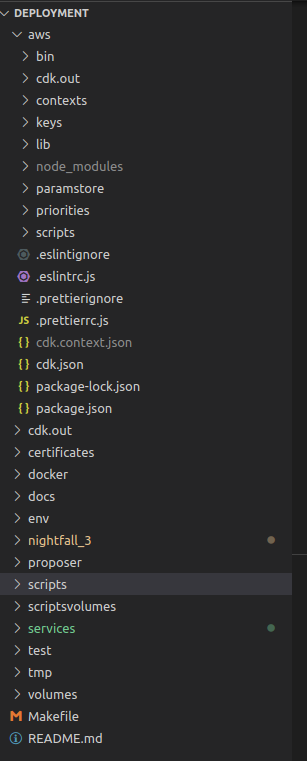 DEPLOYMENT
aws
bin
cdk.out
contexts
keys
lib
node_modules
paramstore
priorities
scripts
.eslintignore
.eslintrc.js
.prettierignore
JS .prettierrc.js
{} cdk.context.json
{} cdk.json
{} package-lock.json
{} package.json
cdk.out
certificates
docker
docs
env
nightfall_3
proposer
scripts
scriptsvolumes
services
test
tmp
volumes
M Makefile
README.md